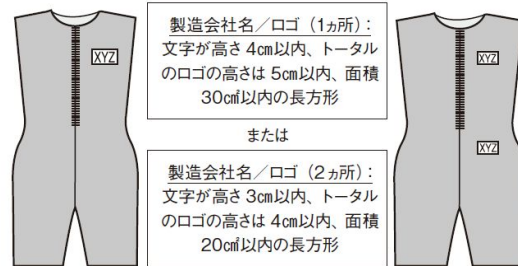 XYZ
製造会社名／ロゴ（1ヵ所）：
文字が高さ4cm以内、トータル
のロゴの高さは5cm以内、面積
30c㎡以内の長方形
または
製造会社名／ロゴ（2ヵ所）：
文字が高さ3cm以内、トータル
のロゴの高さは4cm以内、面積
20c㎡以内の長方形
XYZ
XYZ